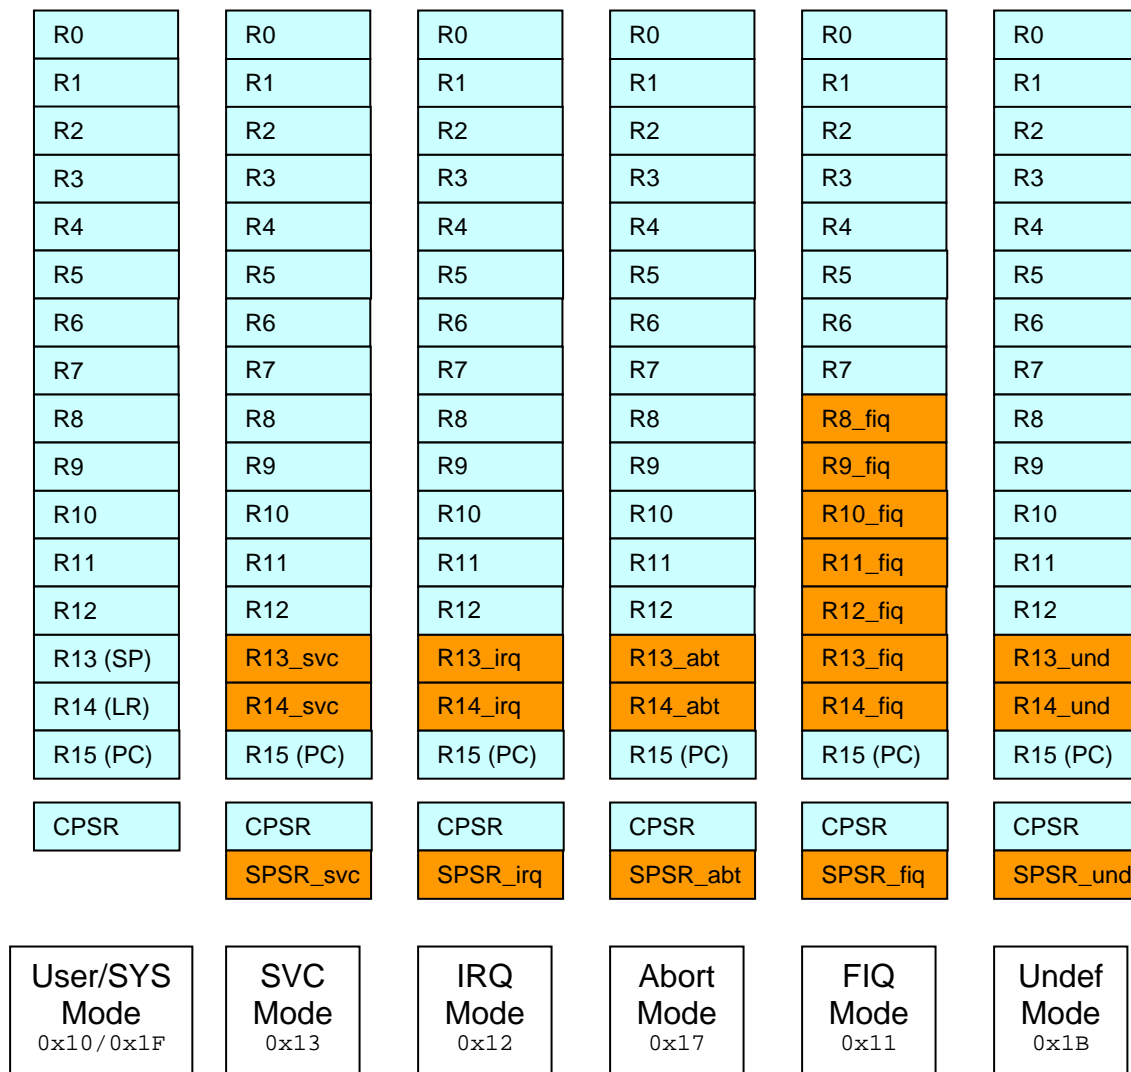 R0 R0 R0 R0 R0 R0
R1 R1 R1 R1 R1 R1
R2 R2 R2 R2 R2 R2
R3 R3 R3 R3 R3 R3
R4 R4 R4 R4 R4 R4
R5 R5 R5 R5 R5 R5
R6 R6 R6 R6 R6 R6
R7 R7 R7 R7 R7 R7
R8 R8 R8 R8 R8_fiq R8
R9 R9 R9 R9 R9_fiq R9
R10 R10 R10 R10 R10_fiq R10
R11 R11 R11 R11 R11_fiq R11
R12 R12 R12 R12 R12_fiq R12
R13 (SP) R13_svc R13_irq R13_abt R13_fiq R13_und
R14 (LR) R14_svc R14_irq R14_abt R14_fiq R14_und
R15 (PC) R15 (PC) R15 (PC) R15 (PC) R15 (PC) R15 (PC)
CPSR CPSR CPSR CPSR CPSR CPSR
SPSR_svc SPSR_irq SPSR_abt SPSR_fiq SPSR_und
User/SYS SVC IRQ Abort FIQ Undef
Mode Mode Mode Mode Mode Mode
0x10/0x1F 0x13 0x12 0x17 0x11 0x1B